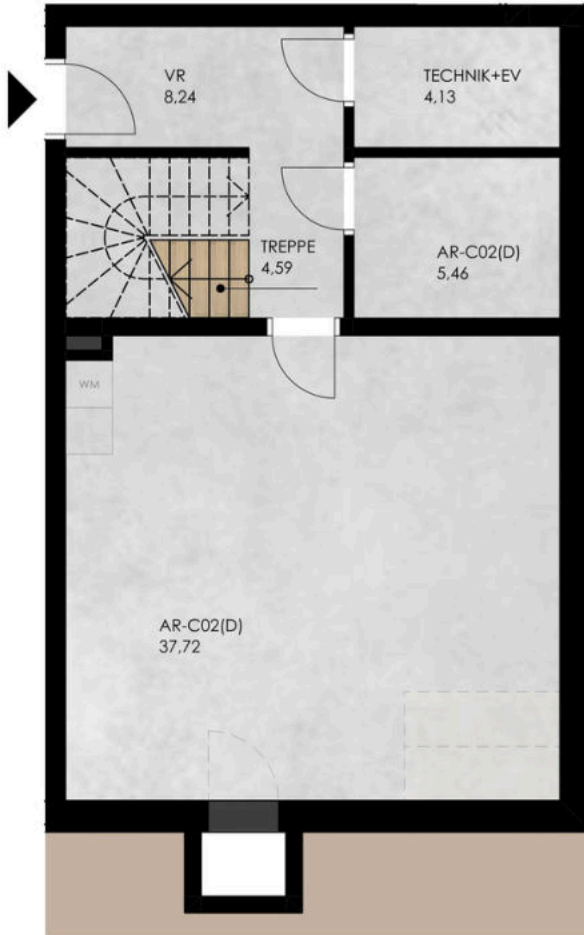 VR
8,24
TECHNIK+EV
4,13
TREPPE
4,59
AR-C02(D)
5,46
WM
AR-C02(D)
37,72